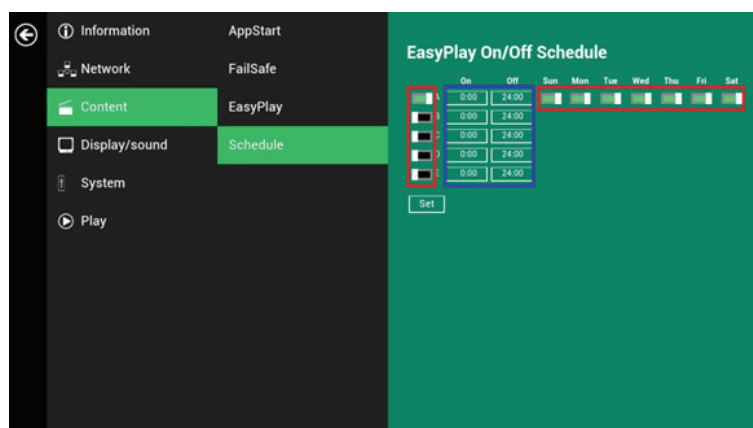 Information
Network
Content
Display/sound
System
Play
AppStart
FailSafe
EasyPlay
Schedule
EasyPlay On/Off Schedule
On Off Sun Mon Tue Wed Thu Fri Sat
A 0:00 24:00
B 0:00 24:00
C 0:00 24:00
D 0:00 24:00
E 0:00 24:00
Set